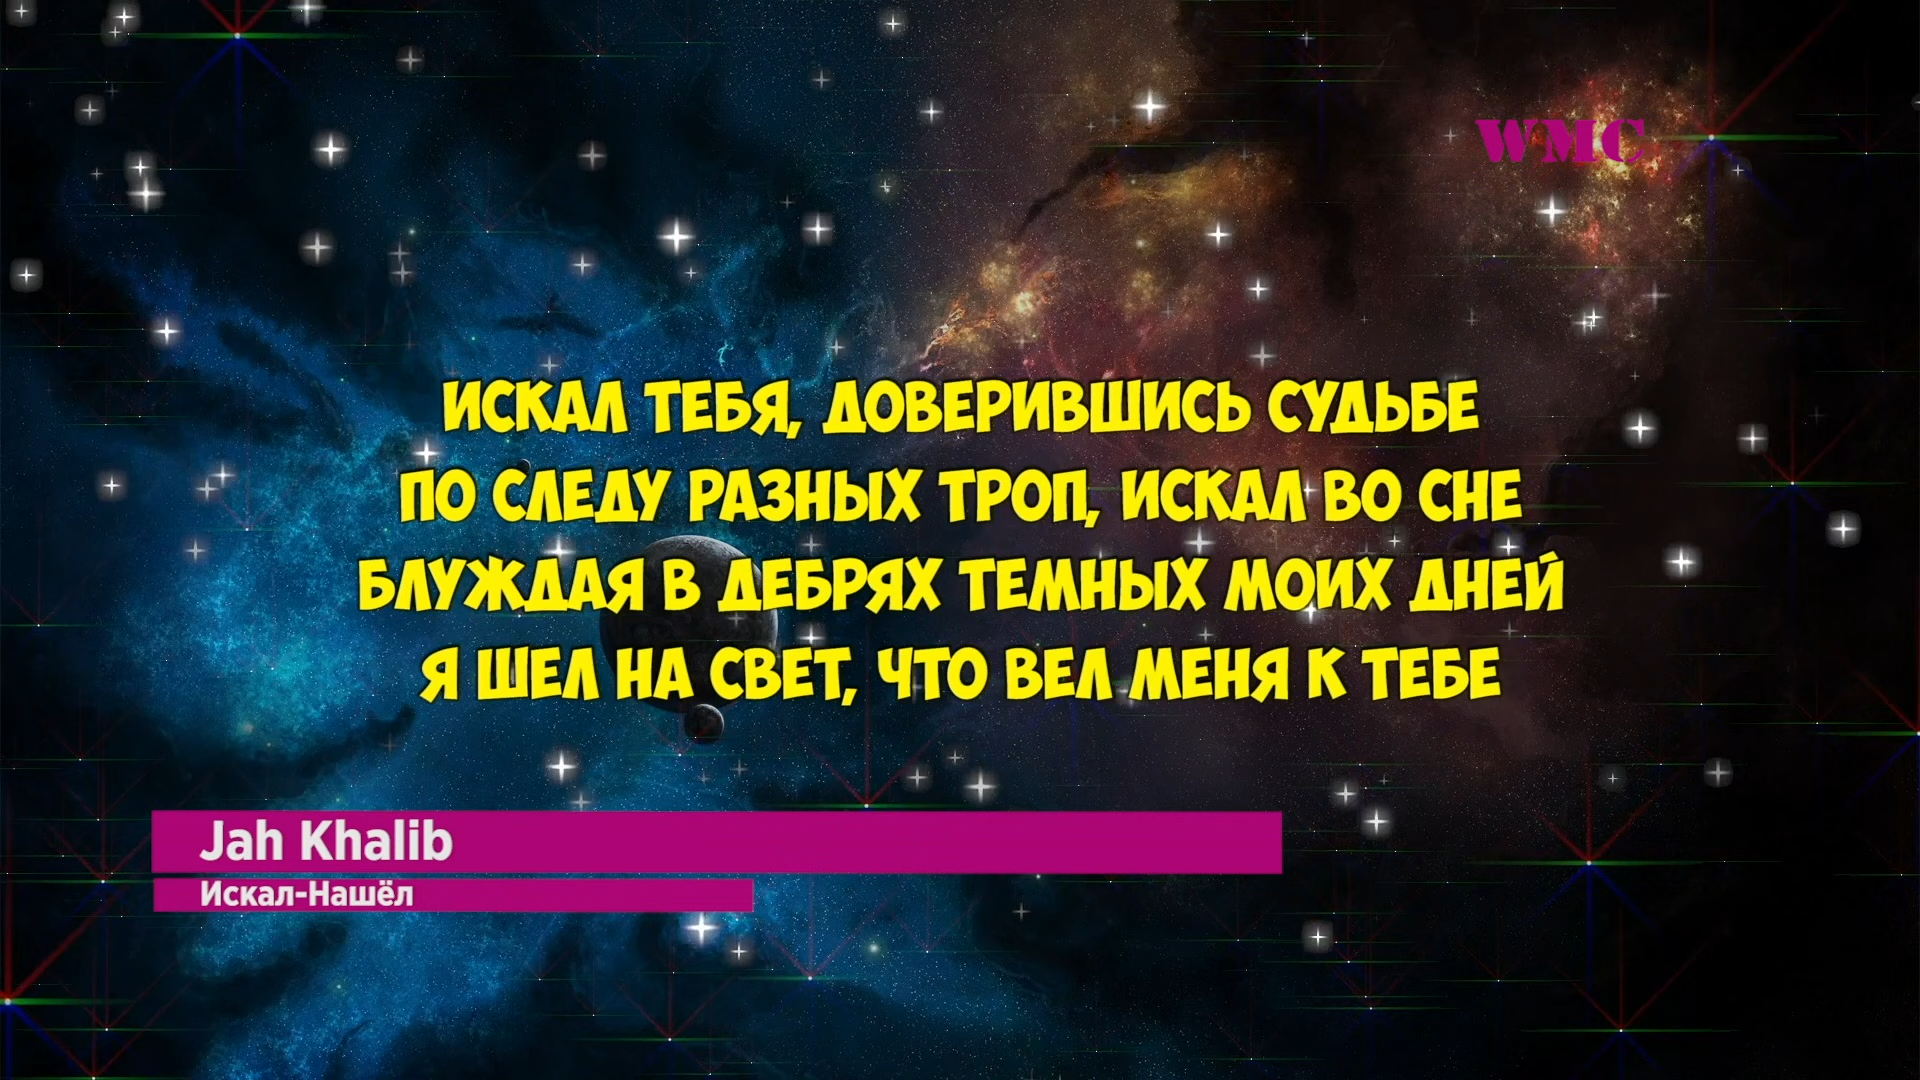 WMC
ИСКАЛ ТЕБЯ, ДОВЕРИВШИСЬ СУДЬБЕ
ПО СЛЕДУ РАЗНЫХ ТРОП, ИСКАЛ ВО СНЕ
БЛУЖДАЯ В ДЕБРЯХ ТЕМНЫХ МОИХ ДНЕЙ
Я ШЕЛ НА СВЕТ, ЧТО ВЕЛ МЕНЯ К ТЕБЕ
Jah Khalib
Искал-Нашёл